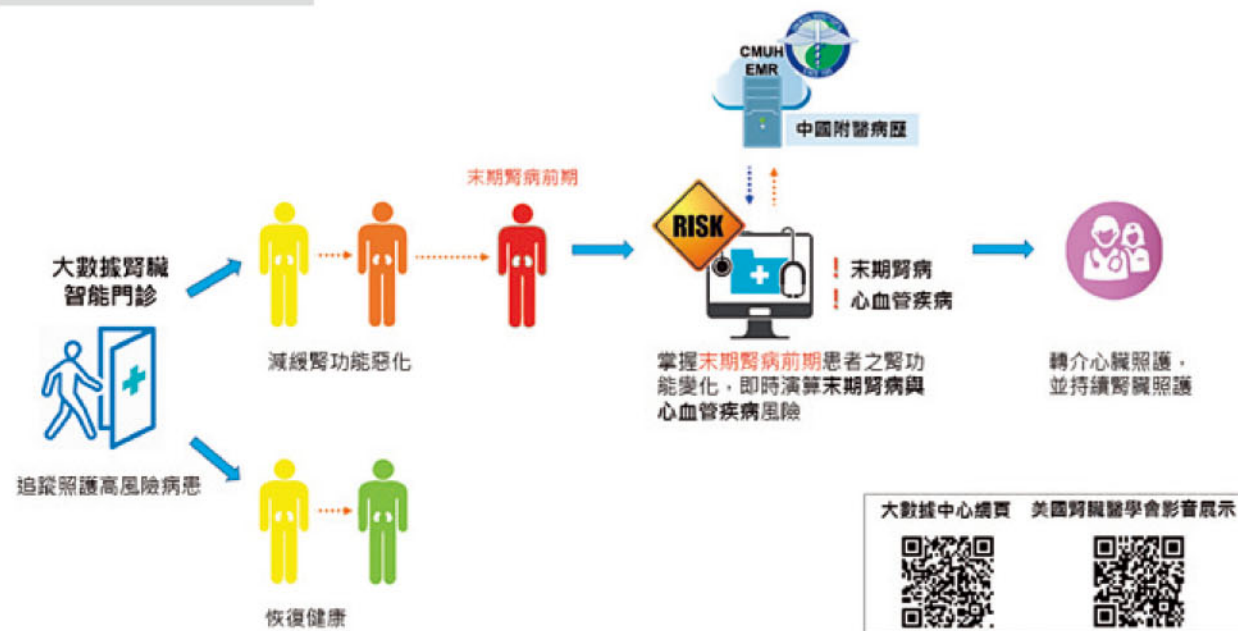 CMUH
EMR
中國附醫病歷
末期腎病前期
RISK
大數據腎臟
智能門診
! 末期腎病
! 心血管疾病
減緩腎功能惡化
掌握末期腎病前期患者之腎功
能變化，即時演算末期腎病與
心血管疾病風險
轉介心臟照護，
並持續腎臟照護
追蹤照護高風險病患
恢復健康
大數據中心網頁
美國腎臟醫學會影音展示